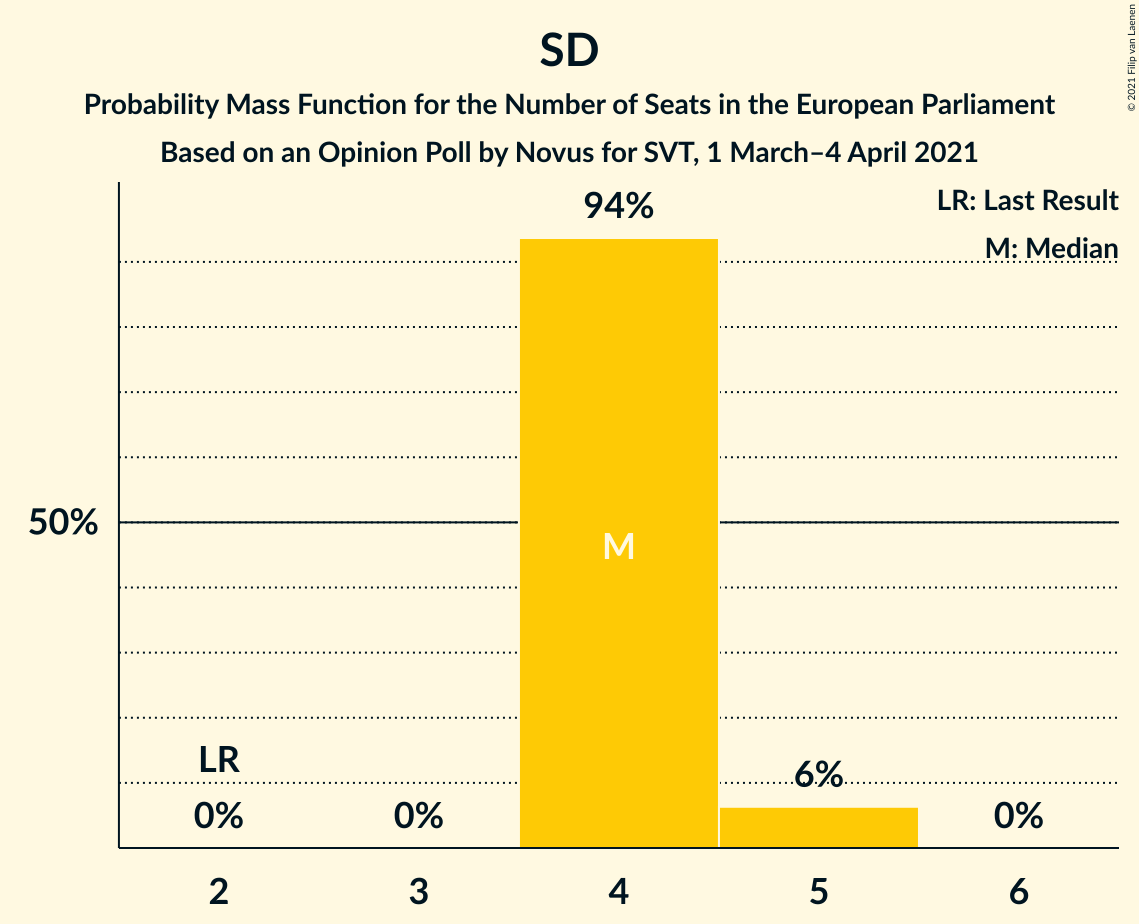 SD
Probability Mass Function for the Number of Seats in the European Parliament
Based on an Opinion Poll by Novus for SVT, 1 March–4 April 2021
© 2021 Filip van Laenen
LR: Last Result
M: Median
94%
50%
M
LR
6%
0%
0%
0%
2
3
4
5
6